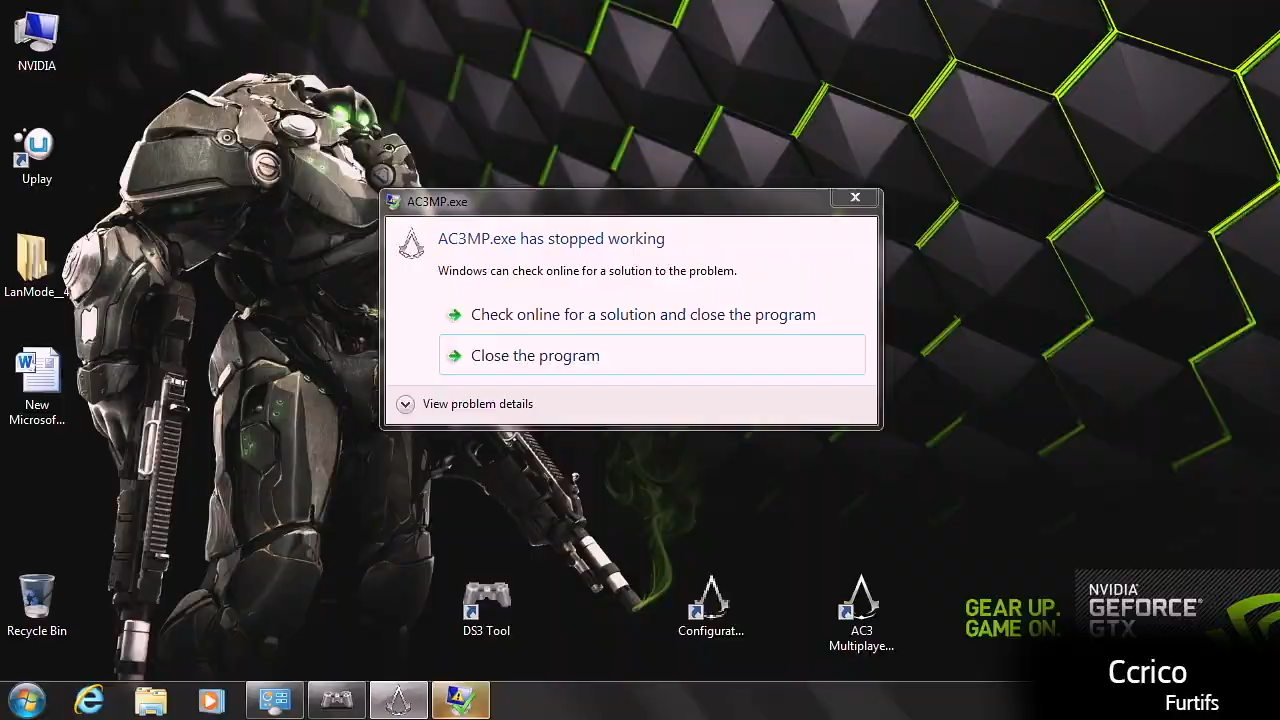 NVIDIA
Uplay
LanMode_4
New
Microsof...
Recycle Bin
AC3MP.exe
AC3MP.exe has stopped working
Windows can check online for a solution to the problem.
Check online for a solution and close the program
Close the program
View problem details
DS3 Tool
Configurat...
AC3
Multiplaye...
GEAR UP.
GAME ON.
NVIDIA®
GEFORCE®
GTX
Ccrico
Furtifs